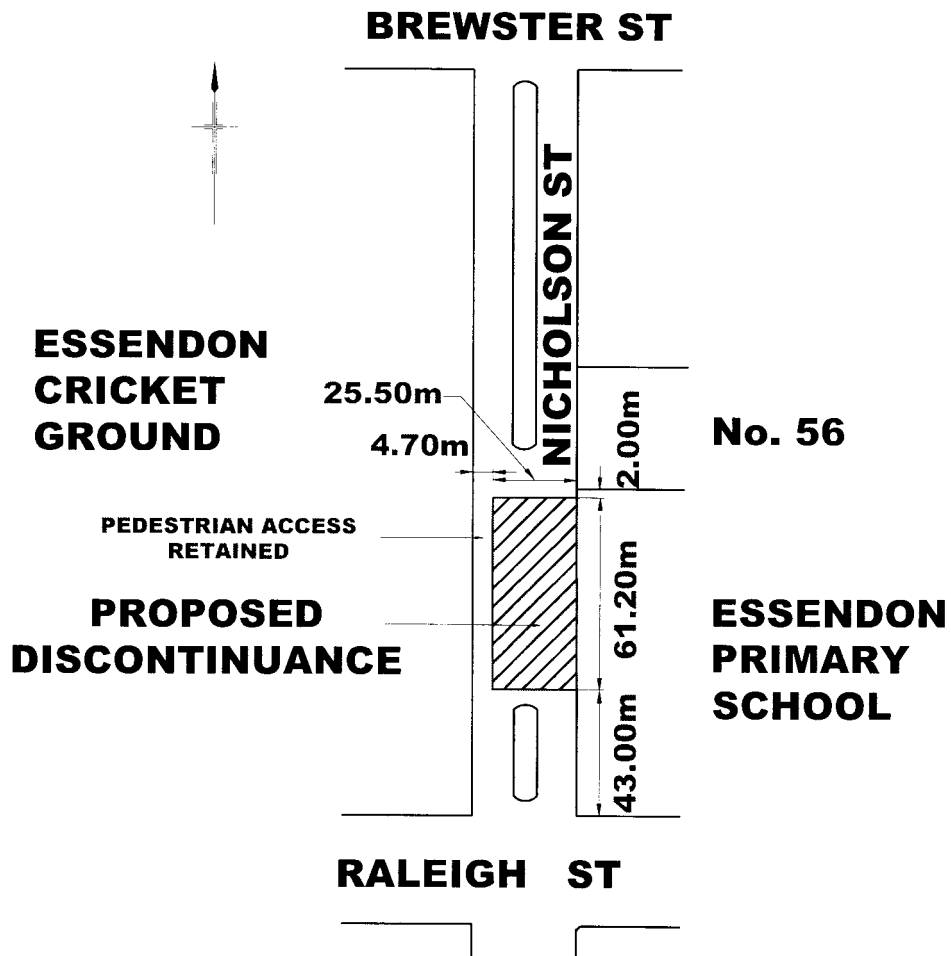 BREWSTER ST
NICHOLSON ST
ESSENDON
CRICKET
GROUND
25.50m
4.70m
2.00m
No. 56
PEDESTRIAN ACCESS
RETAINED
PROPOSED
DISCONTINUANCE
61.20m
ESSENDON
PRIMARY
SCHOOL
43.00m
RALEIGH ST